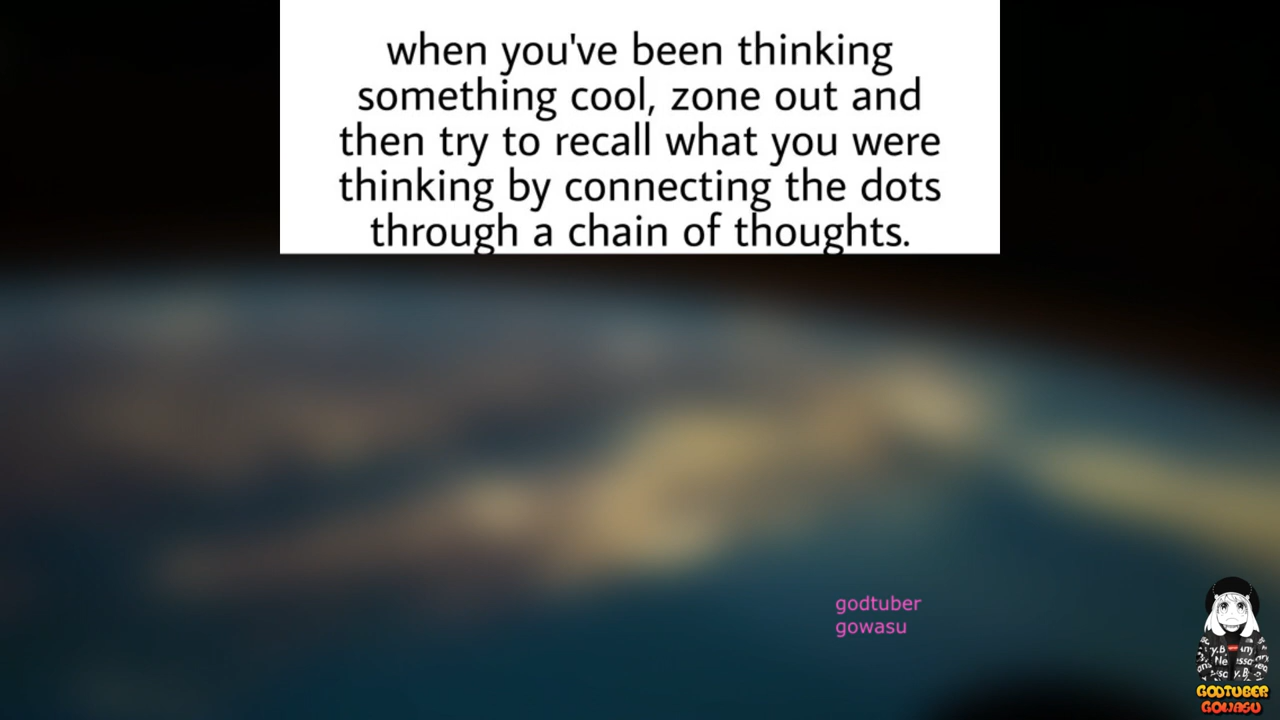 when you've been thinking
something cool, zone out and
then try to recall what you were
thinking by connecting the dots
through a chain of thoughts.
godtuber
gowasu
GODTUBER
GOWASU